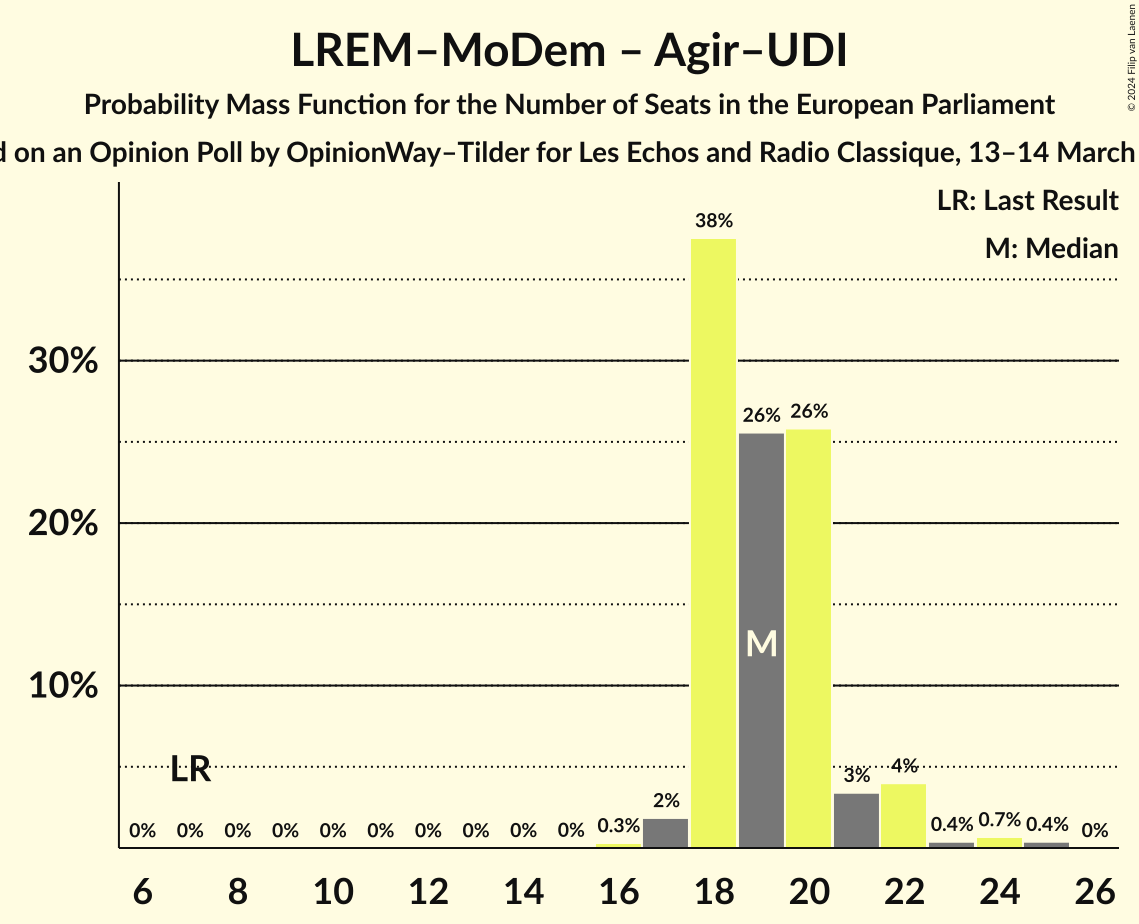 LREM–MoDem – Agir–UDI
Probability Mass Function for the Number of Seats in the European Parliament
on an Opinion Poll by OpinionWay–Tilder for Les Echos and Radio Classique, 13–14 March
© 2024 Filip van Laenen
LR: Last Result
M: Median
38%
30%
26% 26%
20%
M
10%
LR
0% 0% 0% 0% 0% 0% 0% 0% 0% 0% 0.3% 2% 3% 4% 0.4% 0.7% 0.4% 0%
6 8 10 12 14 16 18 20 22 24 26